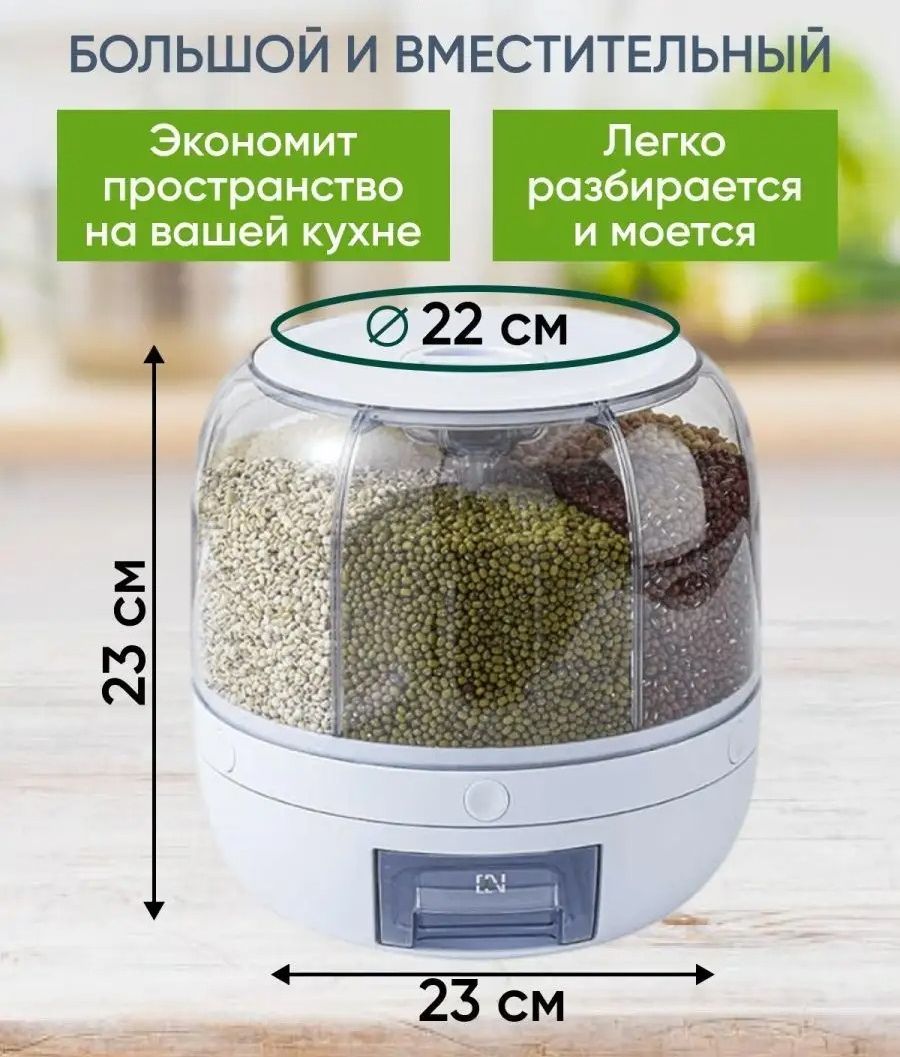 БОЛЬШОЙ И ВМЕСТИТЕЛЬНЫЙ
Экономит
пространство
на вашей кухне
Легко
разбирается
и моется
⌀ 22 см
23 см
23 см